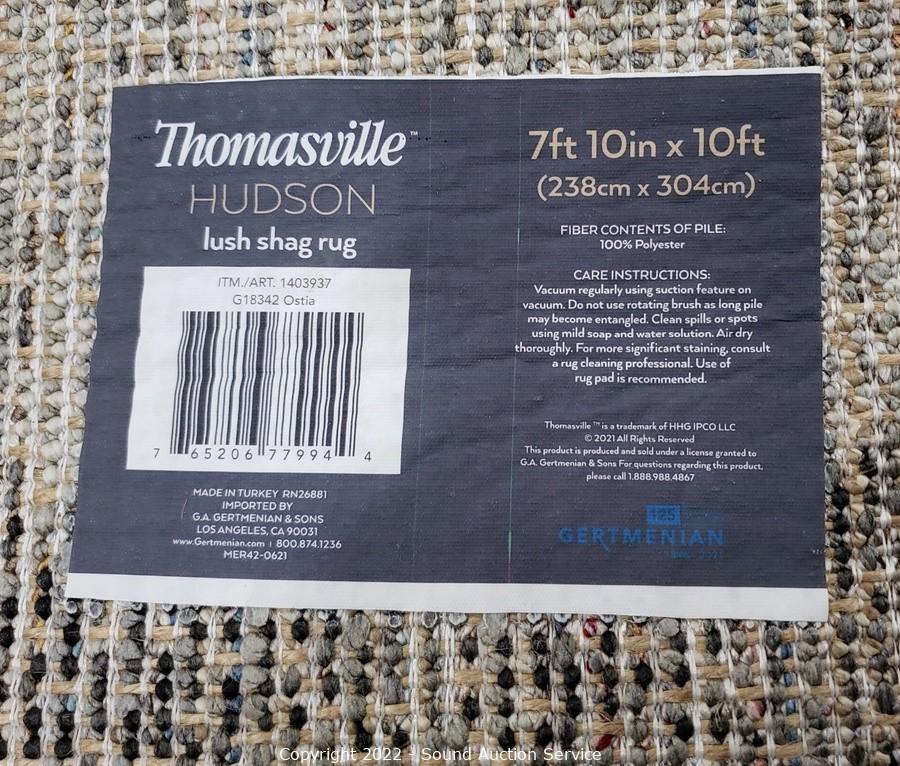 Thomasville™
HUDSON
lush shag rug
ITM./ART. 1403937
G18342 Ostia
7 65206 77994 4
MADE IN TURKEY RN26881
IMPORTED BY
G.A. GERTMENIAN & SONS
LOS ANGELES, CA 90031
www.Gertmenian.com | 800.874.1236
MER42-0621
7ft 10in x 10ft
(238cm x 304cm)
FIBER CONTENTS OF PILE:
100% Polyester
CARE INSTRUCTIONS:
Vacuum regularly using suction feature on
vacuum. Do not use rotating brush as long pile
may become entangled. Clean spills or spots
using mild soap and water solution. Air dry
thoroughly. For more significant staining, consult
a rug cleaning professional. Use of
rug pad is recommended.
Thomasville ™ is a trademark of HHG IPCO LLC
© 2021 All Rights Reserved
This product is produced and sold under a license granted to
G.A. Gertmenian & Sons For questions regarding this product,
please call 1.888.988.4867
125
GERTMENIAN
Copyright 2022 - Sound Auction Service